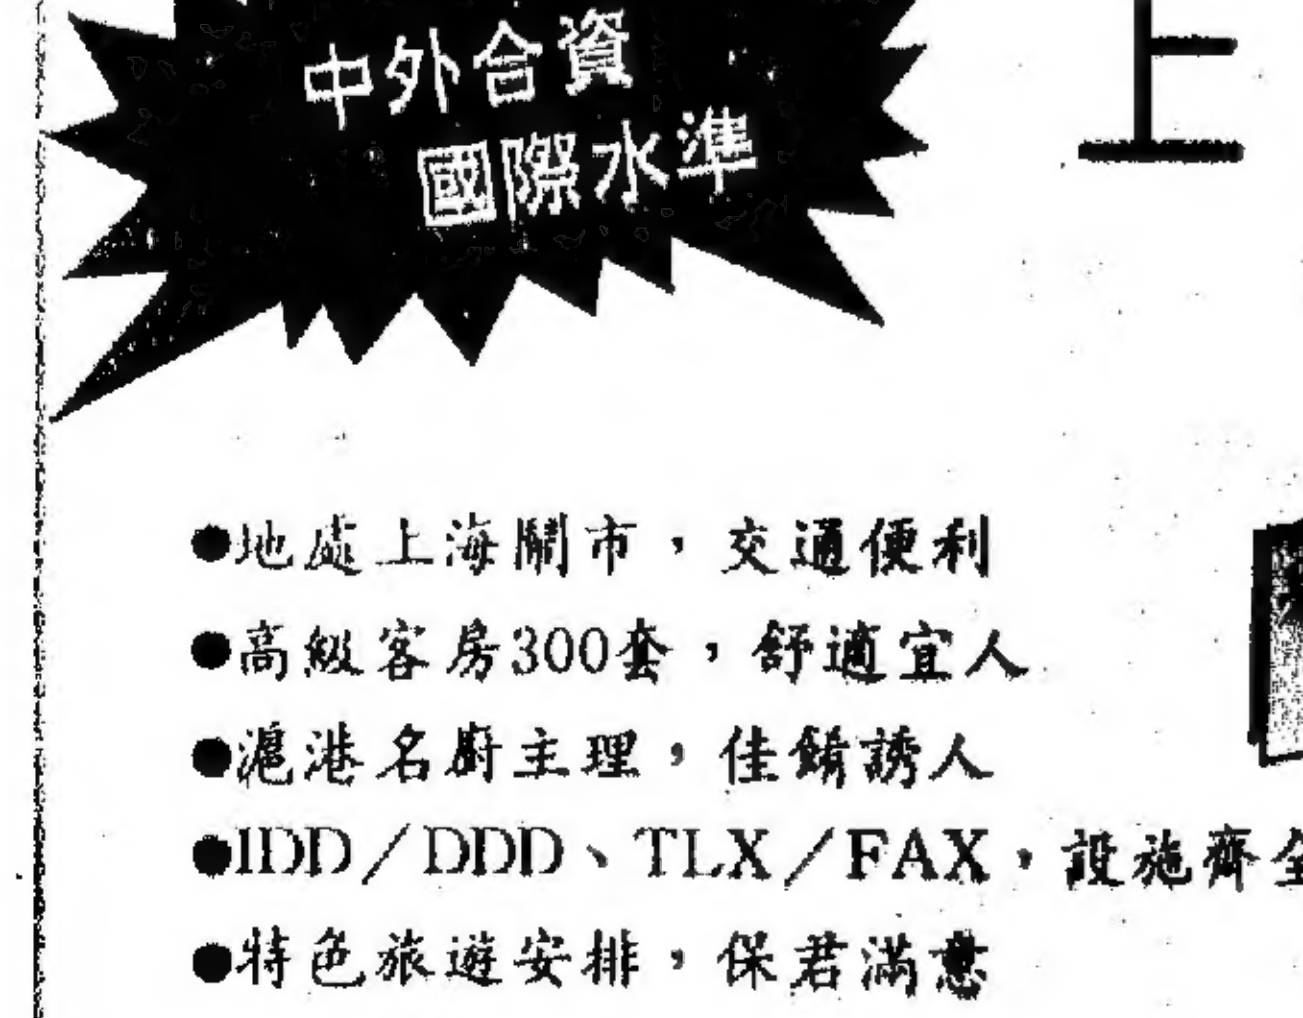 中外合資
國際水準
上
●地處上海鬧市，交通便利
●高級客房300套，舒適宜人
●滬港名廚主理，佳餚誘人
●IDD／DDD、TLX／FAX，設施齊全
●特色旅遊安排，保君滿意